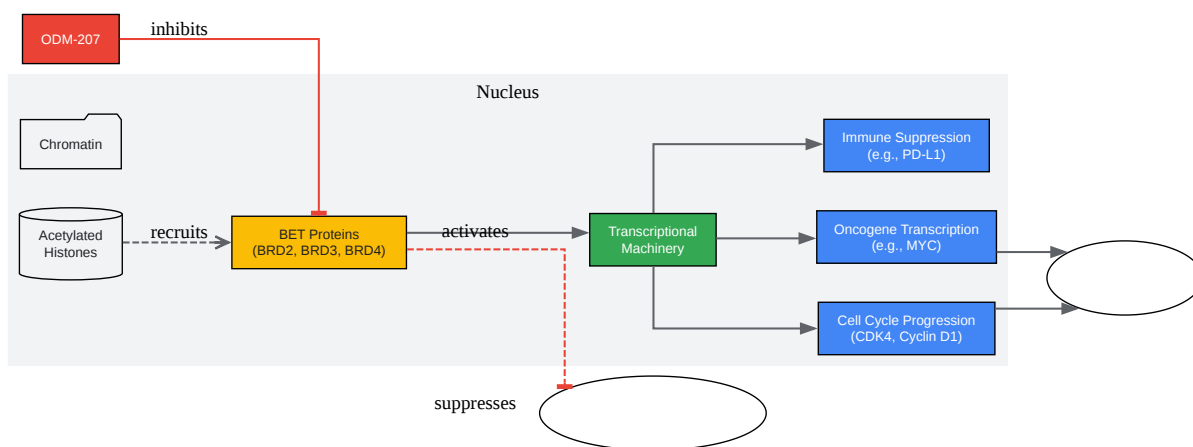 ODM-207
inhibits
Nucleus
Chromatin
Immune Suppression
(e.g., PD-L1)
Acetylated
Histones
recruits
BET Proteins
(BRD2, BRD3, BRD4)
activates
Transcriptional
Machinery
Oncogene Transcription
(e.g., MYC)
Cell Cycle Progression
(CDK4, Cyclin D1)
suppresses